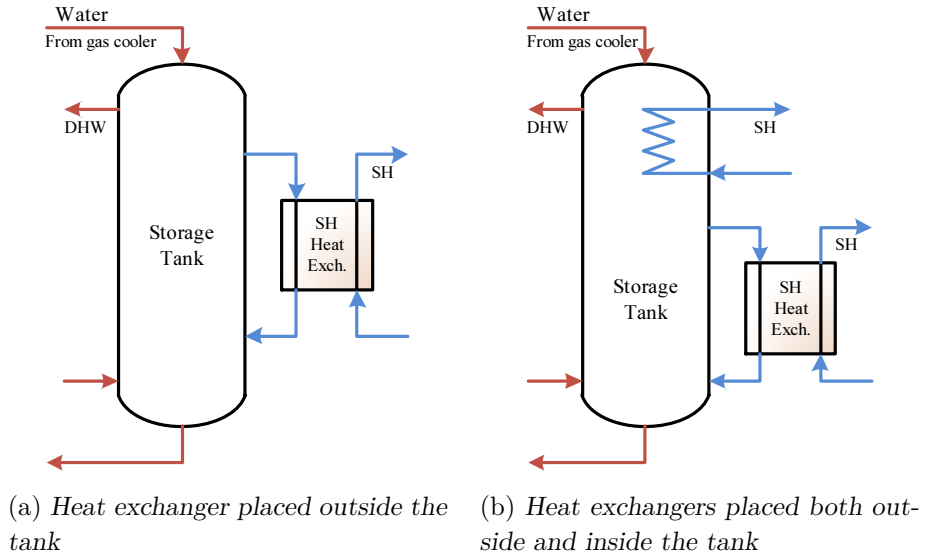 Water
From gas cooler
DHW
SH
Storage
Tank
SH
Heat
Exch.
Water
From gas cooler
DHW
SH
SH
Storage
Tank
SH
Heat
Exch.
(a) Heat exchanger placed outside the
tank
(b) Heat exchangers placed both out-
side and inside the tank